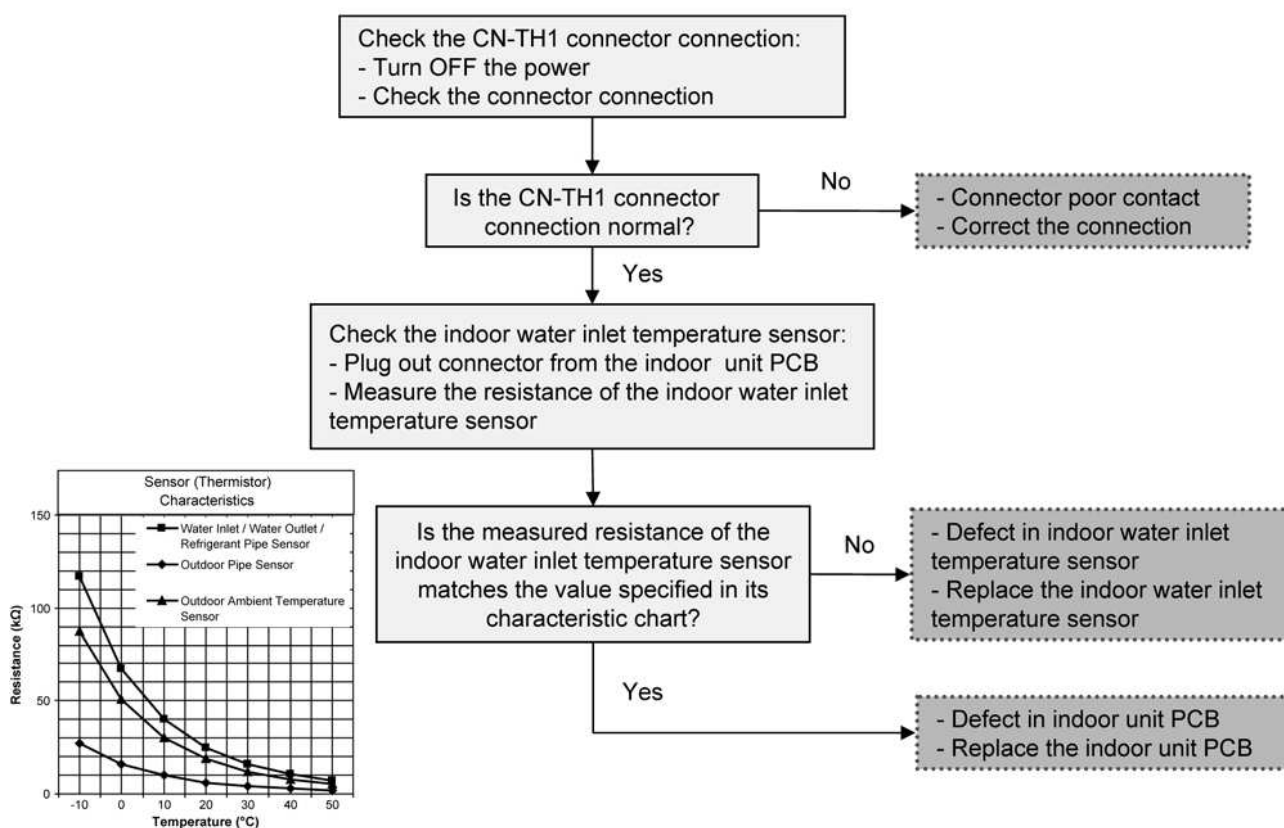 Check the CN-TH1 connector connection:
- Turn OFF the power
- Check the connector connection
Is the CN-TH1 connector
connection normal?
No
- Connector poor contact
- Correct the connection
Yes
Check the indoor water inlet temperature sensor:
- Plug out connector from the indoor unit PCB
- Measure the resistance of the indoor water inlet
temperature sensor
Is the measured resistance of the
indoor water inlet temperature sensor
matches the value specified in its
characteristic chart?
No
- Defect in indoor water inlet
temperature sensor
- Replace the indoor water inlet
temperature sensor
Yes
- Defect in indoor unit PCB
- Replace the indoor unit PCB
Sensor (Thermistor)
Characteristics
150
100
50
0
Resistance (kΩ)
Water Inlet / Water Outlet /
Refrigerant Pipe Sensor
Outdoor Pipe Sensor
Outdoor Ambient Temperature
Sensor
-10 0 10 20 30 40 50
Temperature (°C)